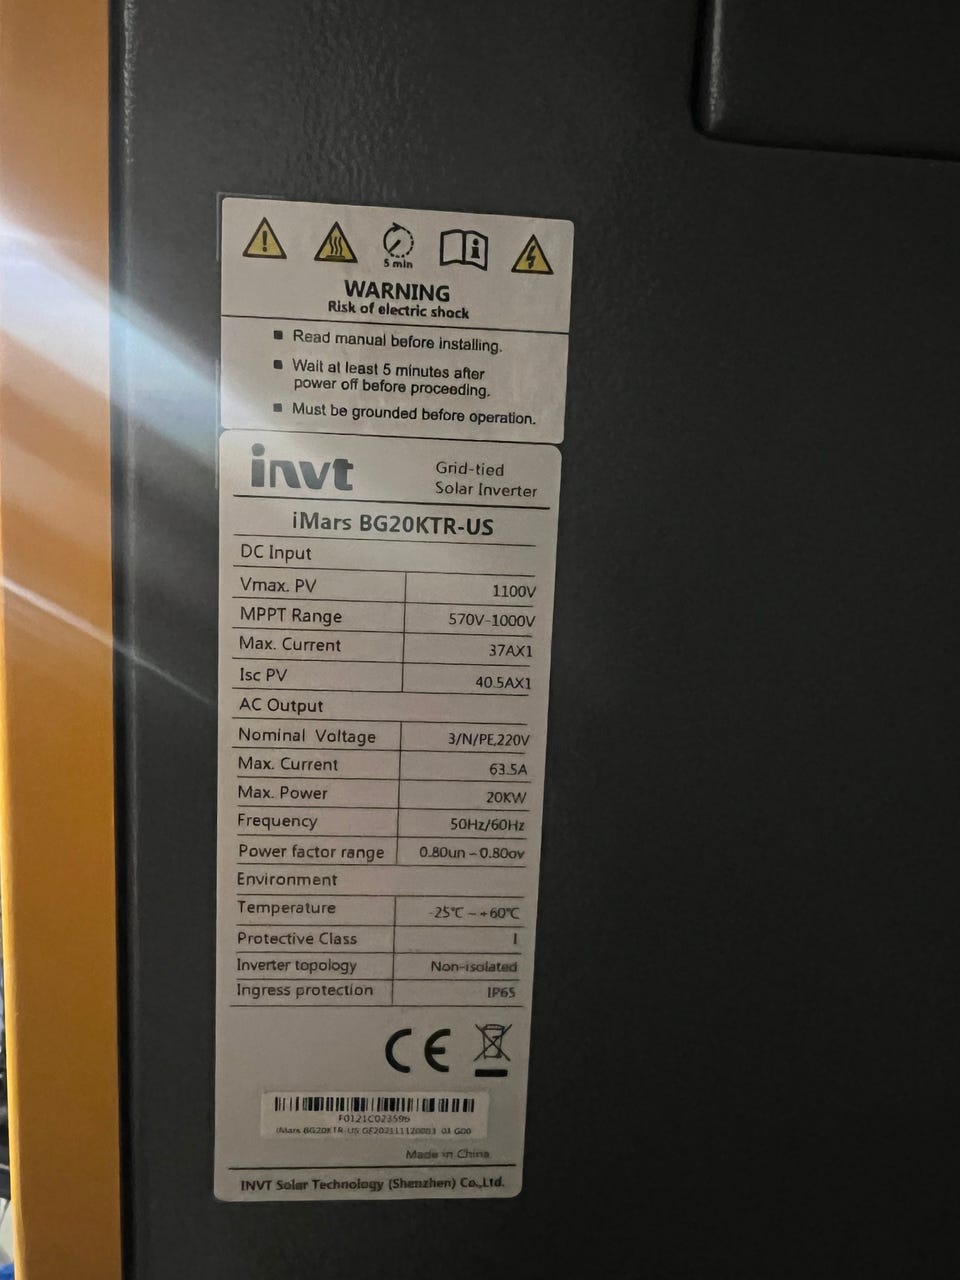 5 min
WARNING
Risk of electric shock
Read manual before installing.
Wait at least 5 minutes after
power off before proceeding.
Must be grounded before operation.
invt
Grid-tied
Solar Inverter
iMars BG20KTR-US
DC Input
Vmax. PV 1100V
MPPT Range 570V-1000V
Max. Current 37AX1
Isc PV 40.5AX1
AC Output
Nominal Voltage 3/N/PE,220V
Max. Current 63.5A
Max. Power 20KW
Frequency 50Hz/60Hz
Power factor range 0.80un~0.80ov
Environment
Temperature -25℃~+60℃
Protective Class I
Inverter topology Non-isolated
Ingress protection IP65
CE
F0121C023596
iMars BG20KTR-US
Made in China
INVT Solar Technology (Shenzhen) Co.,Ltd.